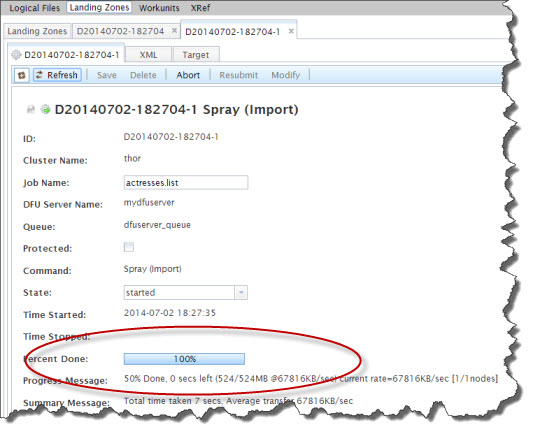 Logical Files Landing Zones Workunits XRef
Landing Zones D20140702-182704 D20140702-182704-1
D20140702-182704-1 XML Target
Refresh Save Delete Abort Resubmit Modify
D20140702-182704-1 Spray (Import)
ID: D20140702-182704-1
Cluster Name: thor
Job Name: actresses.list
DFU Server Name: mydfuserver
Queue: dfuserver_queue
Protected:
Command: Spray (Import)
State: started
Time Started: 2014-07-02 18:27:35
Time Stopped:
Percent Done: 100%
Progress Message: 50% Done, 0 secs left (524/524MB @67816KB/sec) current rate=67816KB/sec [1/1nodes]
Summary Message: Total time taken 7 secs, Average transfer 67816KB/sec